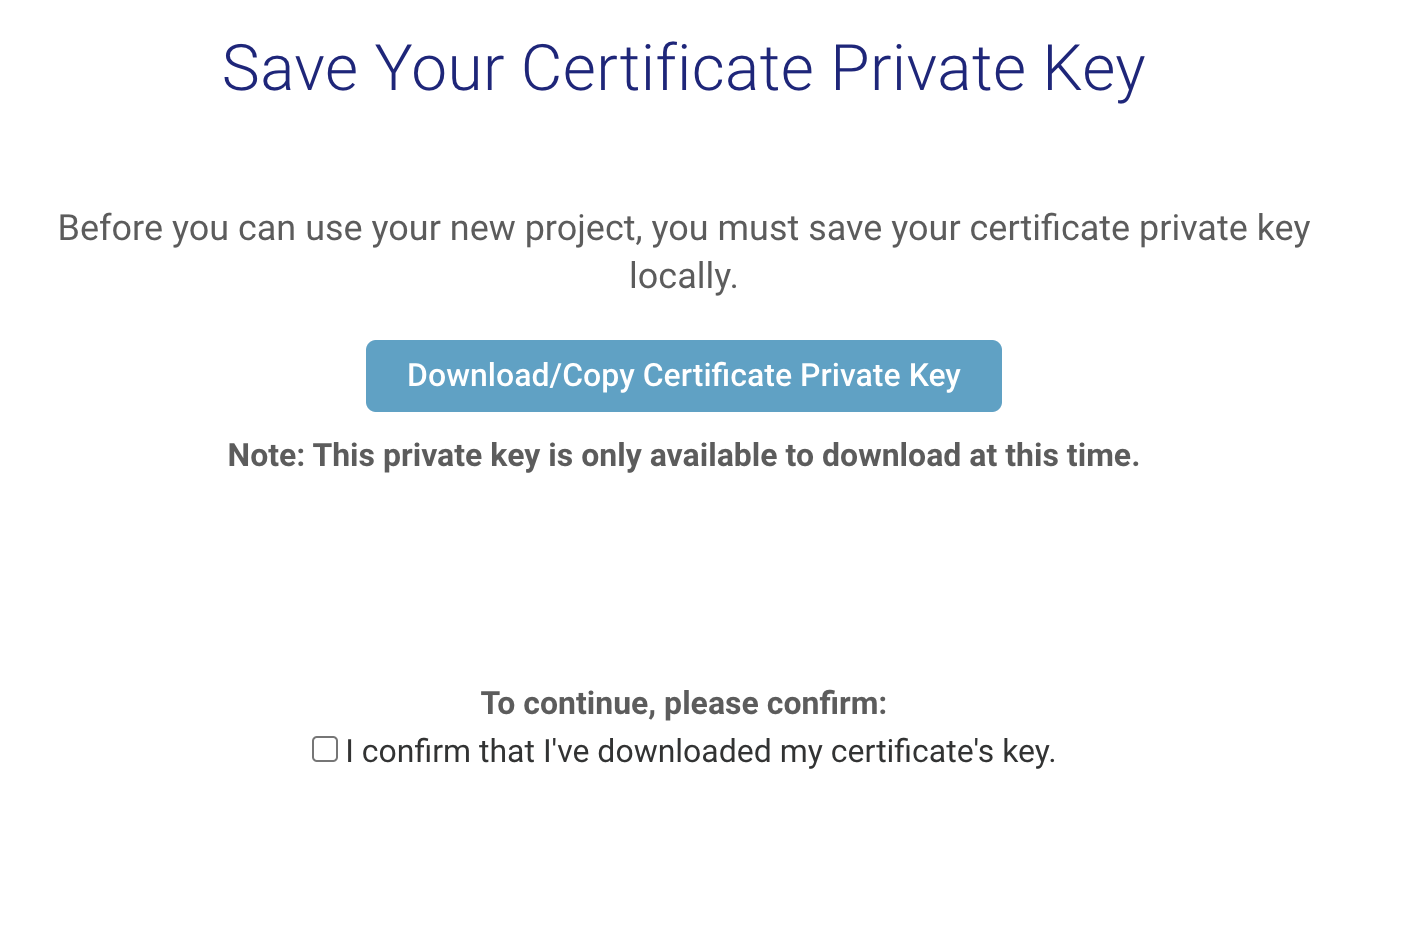 Save Your Certificate Private Key
Before you can use your new project, you must save your certificate private key
locally.
Download/Copy Certificate Private Key
Note: This private key is only available to download at this time.
To continue, please confirm:
I confirm that I've downloaded my certificate's key.